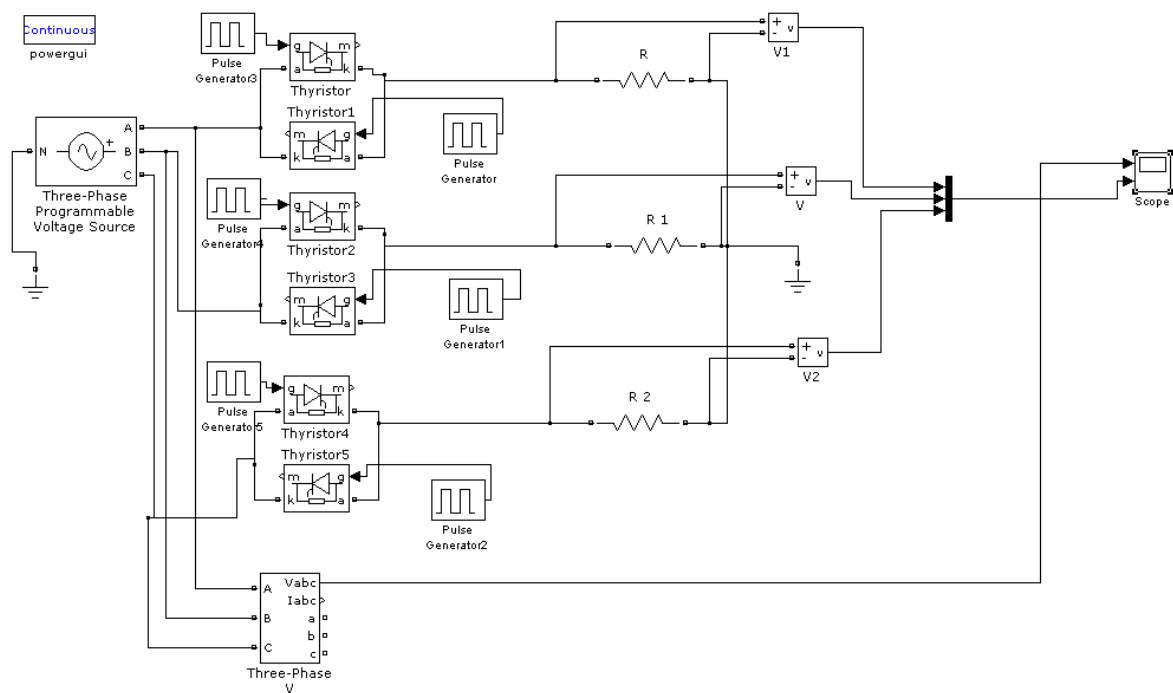 Continuous
powergui
Pulse
Generator3
g
m
a
k
Thyristor
Thyristor1
m
g
k
a
Pulse
Generator
R
+
-
v
V1
N
+
A
B
C
Three-Phase
Programmable
Voltage Source
Pulse
Generator4
g
m
a
k
Thyristor2
Thyristor3
m
g
k
a
Pulse
Generator1
R 1
+
-
v
V
Scope
Pulse
Generator5
g
m
a
k
Thyristor4
Thyristor5
m
g
k
a
Pulse
Generator2
R 2
+
-
v
V2
A
B
C
Vabc
Iabc
a
b
c
Three-Phase
V